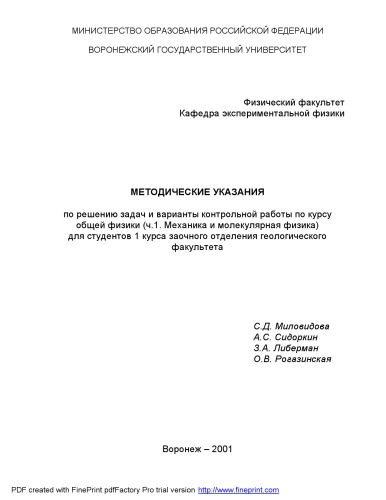 МИНИСТЕРСТВО ОБРАЗОВАНИЯ РОССИЙСКОЙ ФЕДЕРАЦИИ
ВОРОНЕЖСКИЙ ГОСУДАРСТВЕННЫЙ УНИВЕРСИТЕТ
Физический факультет
Кафедра экспериментальной физики
МЕТОДИЧЕСКИЕ УКАЗАНИЯ
по решению задач и варианты контрольной работы по курсу
общей физики (ч.1. Механика и молекулярная физика)
для студентов 1 курса заочного отделения геологического
факультета
С.Д. Миловидова
А.С. Сидоркин
З.А. Либерман
О.В. Рогазинская
Воронеж – 2001
PDF created with FinePrint pdfFactory Pro trial version http://www.fineprint.com